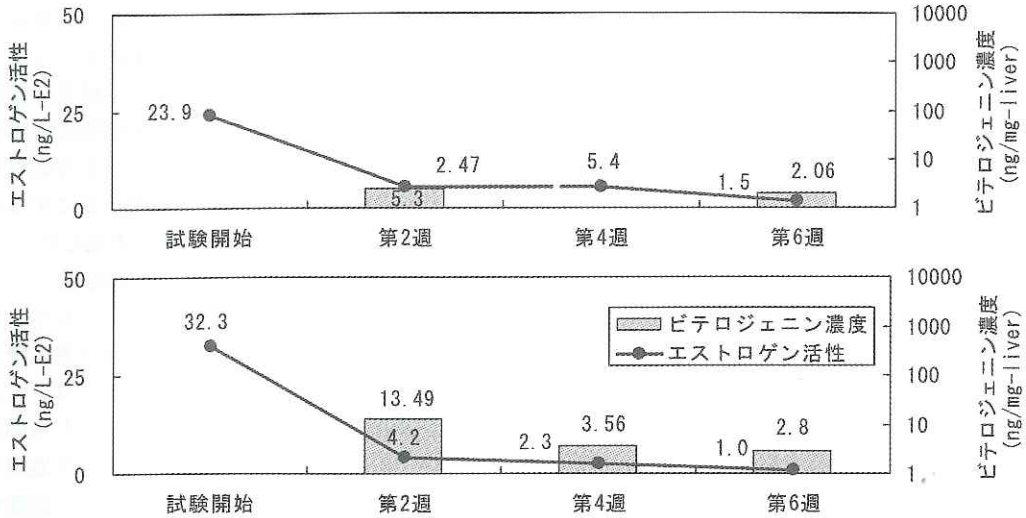 エストロゲン活性
(ng/L-E2)
50
25
0
23.9
2.47
5.3
5.4
1.5
2.06
10000
1000
100
10
1
ビテロジェニン濃度
(ng/mg-liver)
試験開始 第2週 第4週 第6週
エストロゲン活性
(ng/L-E2)
50
25
0
32.3
13.49
4.2
2.3
3.56
1.0
2.8
ビテロジェニン濃度
エストロゲン活性
10000
1000
100
10
1
ビテロジェニン濃度
(ng/mg-liver)
試験開始 第2週 第4週 第6週